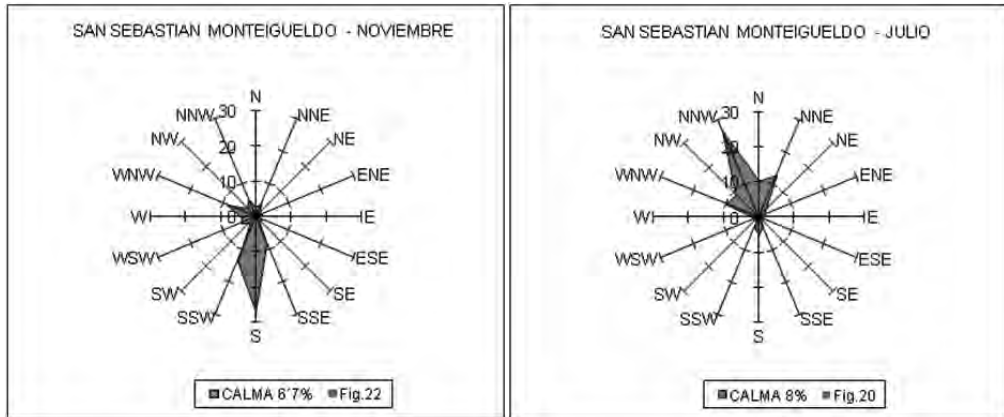 SAN SEBASTIAN MONTEIGUELDO - NOVIEMBRE
N
NNW
NNE
30
NW
NE
20
WNW
ENE
10
W
0
E
WSW
ESE
SW
SE
SSW
SSE
S
CALMA 6'7% Fig.22
SAN SEBASTIAN MONTEIGUELDO - JULIO
N
NNW
NNE
30
NW
NE
20
WNW
ENE
10
W
0
E
WSW
ESE
SW
SE
SSW
SSE
S
CALMA 8% Fig.20